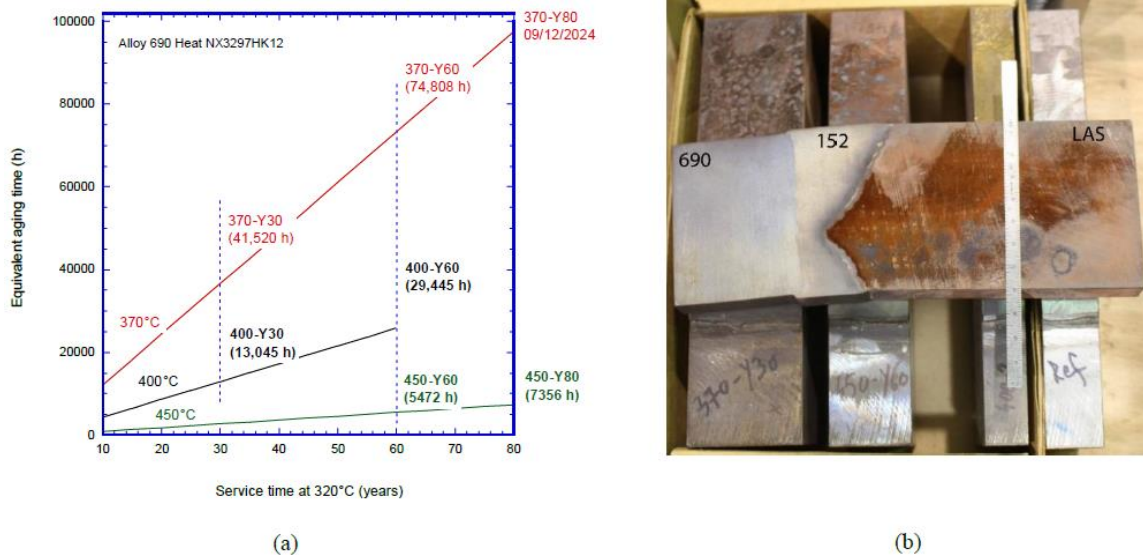 Alloy 690 Heat NX3297HK12
370-Y80
09/12/2024
100000
80000
60000
40000
20000
0
Equivalent aging time (h)
370-Y60
(74,808 h)
370-Y30
(41,520 h)
400-Y60
(29,445 h)
370°C
400-Y30
(13,045 h)
400°C
450-Y60
(5472 h)
450-Y80
(7356 h)
450°C
10 20 30 40 50 60 70 80
Service time at 320°C (years)
(a)
690
152
LAS
370-Y30
450-Y60
Ref
(b)